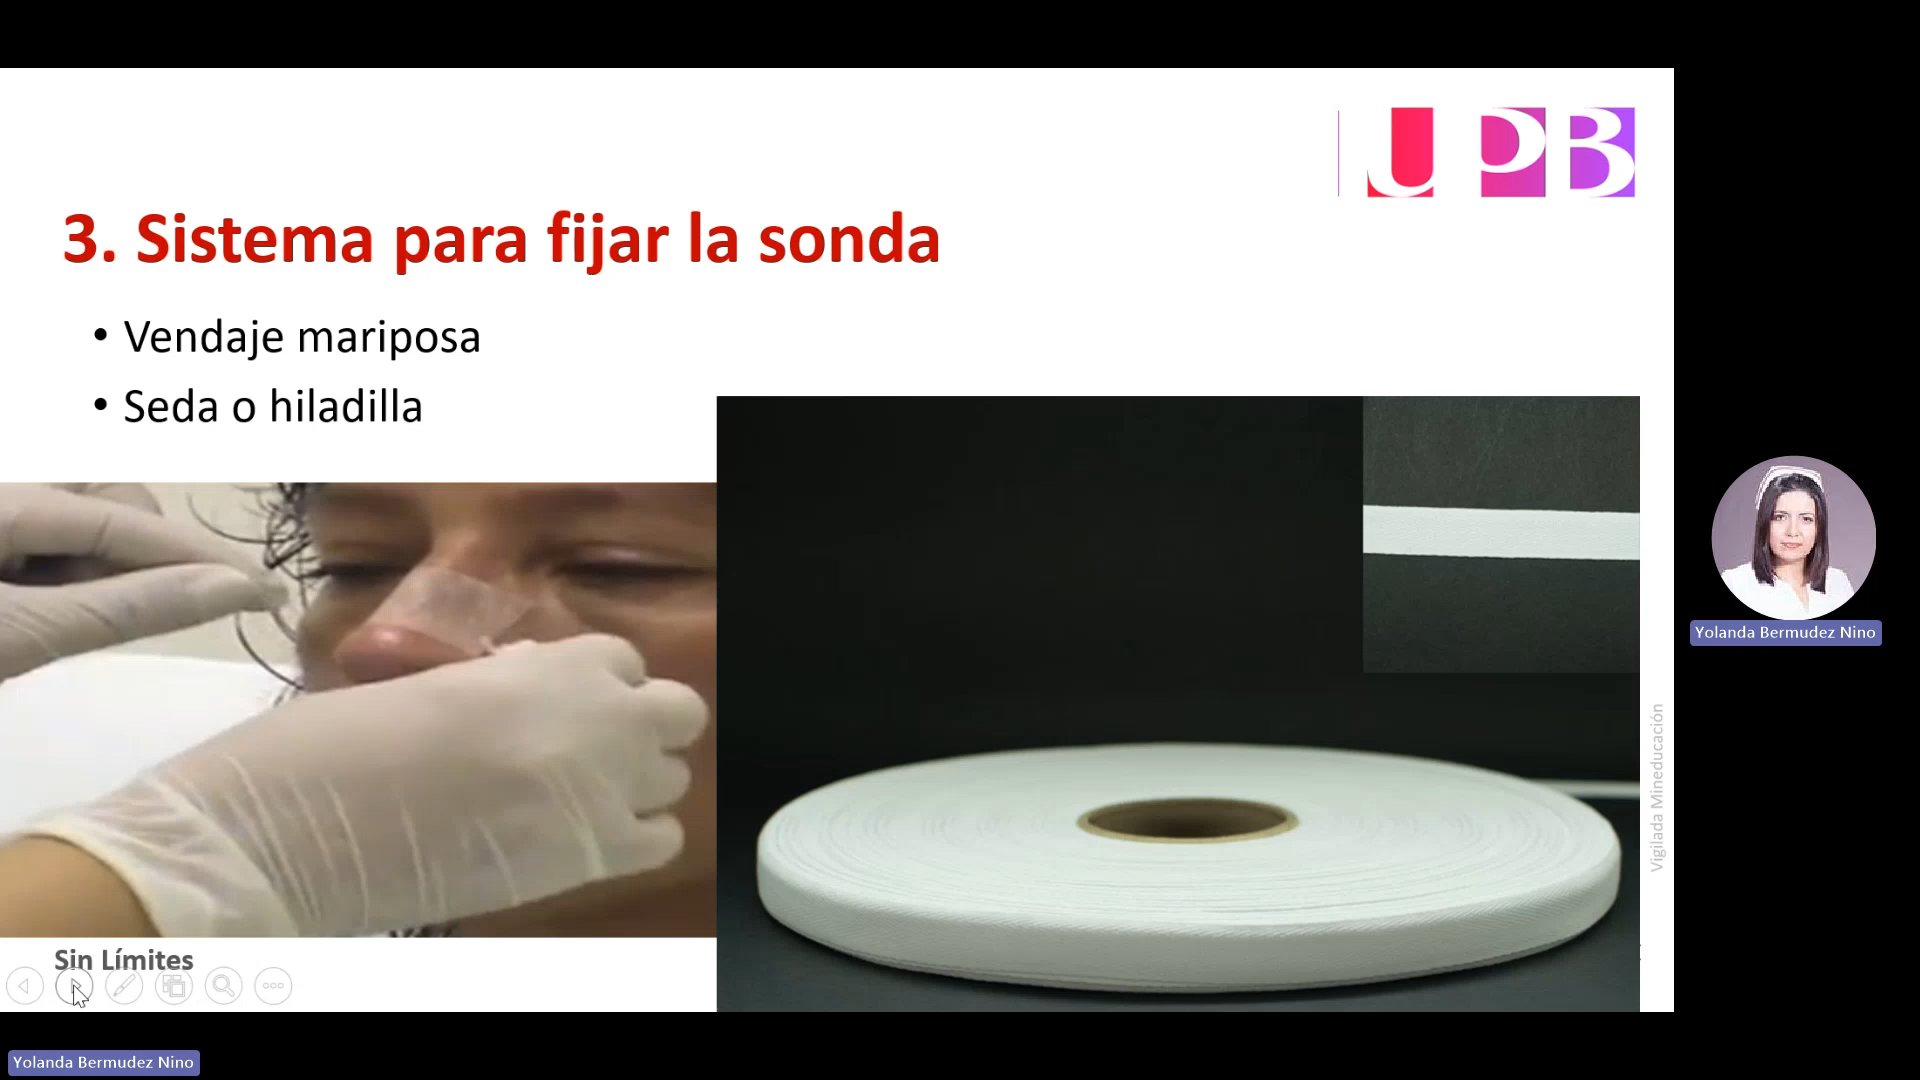 UPB
3. Sistema para fijar la sonda
• Vendaje mariposa
• Seda o hiladilla
Vigilada Mineducación
Sin Límites
Yolanda Bermudez Nino
Yolanda Bermudez Nino